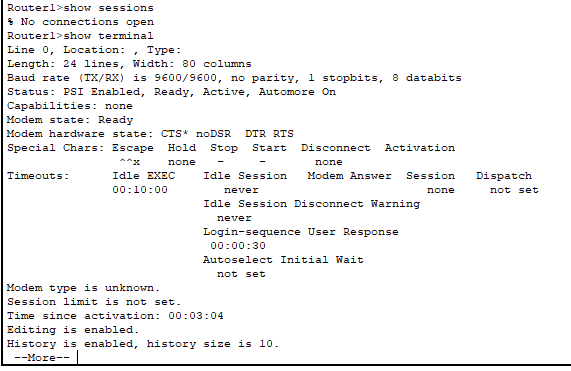 Router1>show sessions
% No connections open
Router1>show terminal
Line 0, Location: , Type:
Length: 24 lines, Width: 80 columns
Baud rate (TX/RX) is 9600/9600, no parity, 1 stopbits, 8 databits
Status: PSI Enabled, Ready, Active, Automore On
Capabilities: none
Modem state: Ready
Modem hardware state: CTS* noDSR  DTR RTS
Special Chars: Escape  Hold  Stop  Start  Disconnect  Activation
                ^^x    none   -     -       none
Timeouts:      Idle EXEC    Idle Session   Modem Answer  Session   Dispatch
               00:10:00        never                        none     not set
                            Idle Session Disconnect Warning
                              never
                            Login-sequence User Response
                             00:00:30
                            Autoselect Initial Wait
                              not set
Modem type is unknown.
Session limit is not set.
Time since activation: 00:03:04
Editing is enabled.
History is enabled, history size is 10.
 --More--